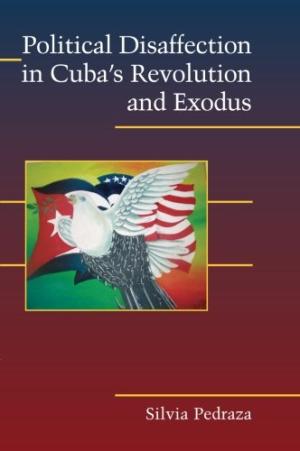 Political Disaffection
in Cuba's Revolution
and Exodus
Silvia Pedraza